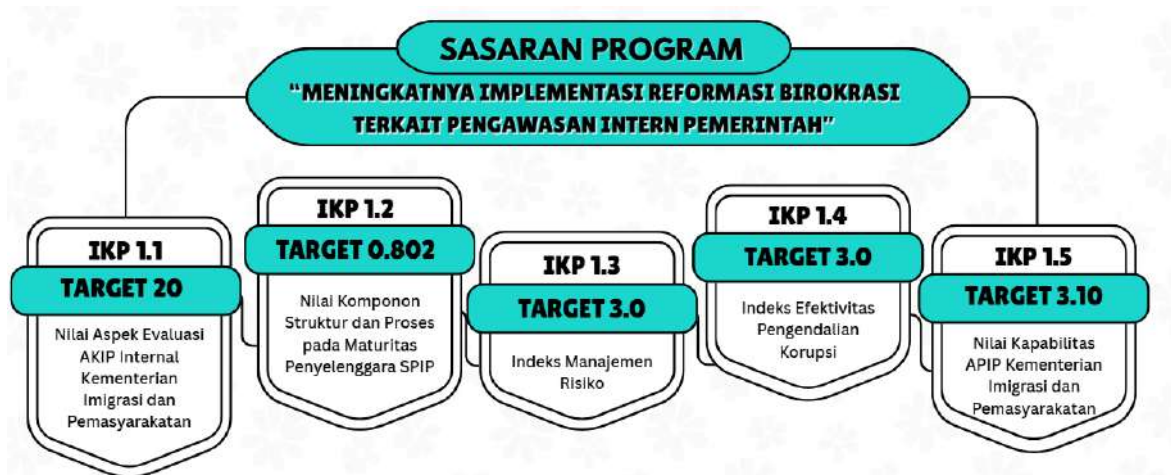 SASARAN PROGRAM
“MENINGKATNYA IMPLEMENTASI REFORMASI BIROKRASI
TERKAIT PENGAWASAN INTERN PEMERINTAH”
IKP 1.1
TARGET 20
Nilai Aspek Evaluasi
AKIP Internal
Kementerian
Imigrasi dan
Pemasyarakatan
IKP 1.2
TARGET 0.802
Nilai Komponon
Struktur dan Proses
pada Maturitas
Penyelenggara SPIP
IKP 1.3
TARGET 3.0
Indeks Manajemen
Risiko
IKP 1.4
TARGET 3.0
Indeks Efektivitas
Pengendalian
Korupsi
IKP 1.5
TARGET 3.10
Nilai Kapabilitas
APIP Kementerian
Imigrasi dan
Pemasyarakatan